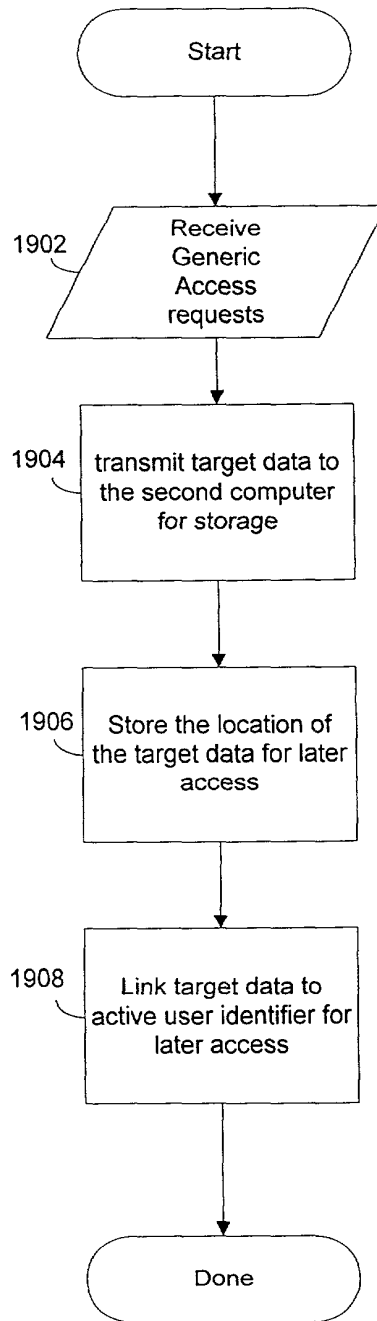 Start
1902
Receive
Generic
Access
requests
1904
transmit target data to
the second computer
for storage
1906
Store the location of
the target data for later
access
1908
Link target data to
active user identifier for
later access
Done